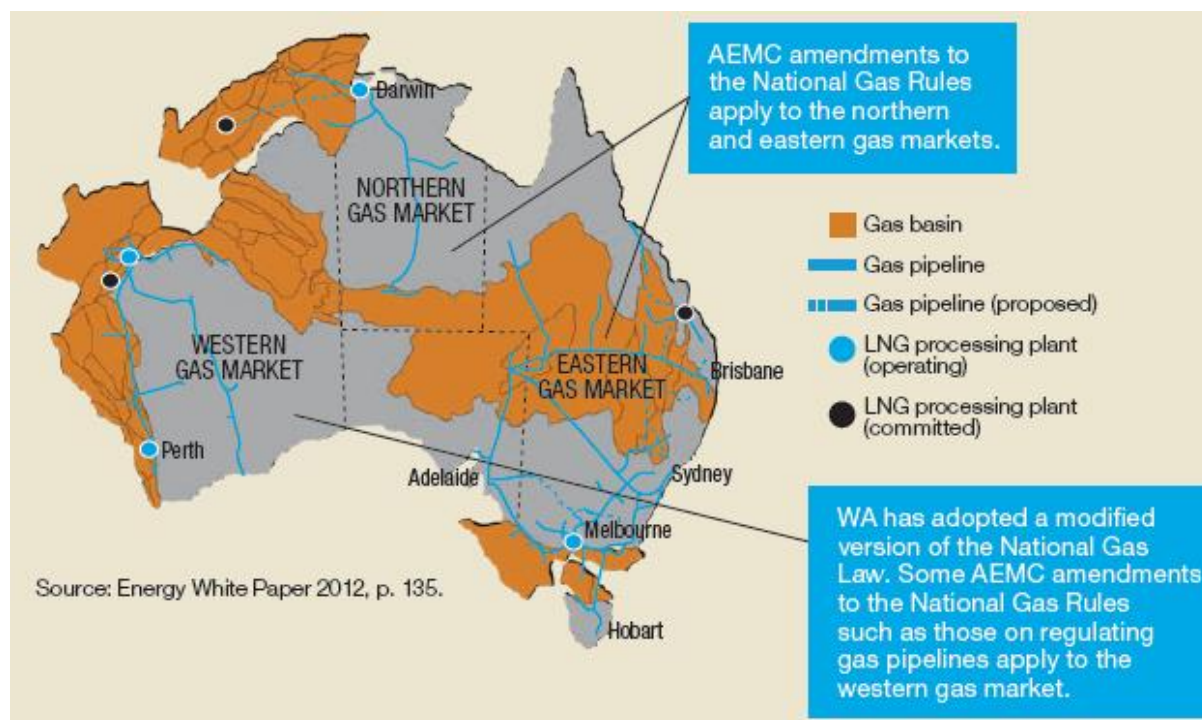 AEMC amendments to
the National Gas Rules
apply to the northern
and eastern gas markets.
Darwin
NORTHERN
GAS MARKET
Gas basin
Gas pipeline
Gas pipeline (proposed)
LNG processing plant
(operating)
LNG processing plant
(committed)
WESTERN
GAS MARKET
EASTERN
GAS MARKET
Brisbane
Perth
Adelaide
Sydney
Melbourne
Hobart
WA has adopted a modified
version of the National Gas
Law. Some AEMC amendments
to the National Gas Rules
such as those on regulating
gas pipelines apply to the
western gas market.
Source: Energy White Paper 2012, p. 135.